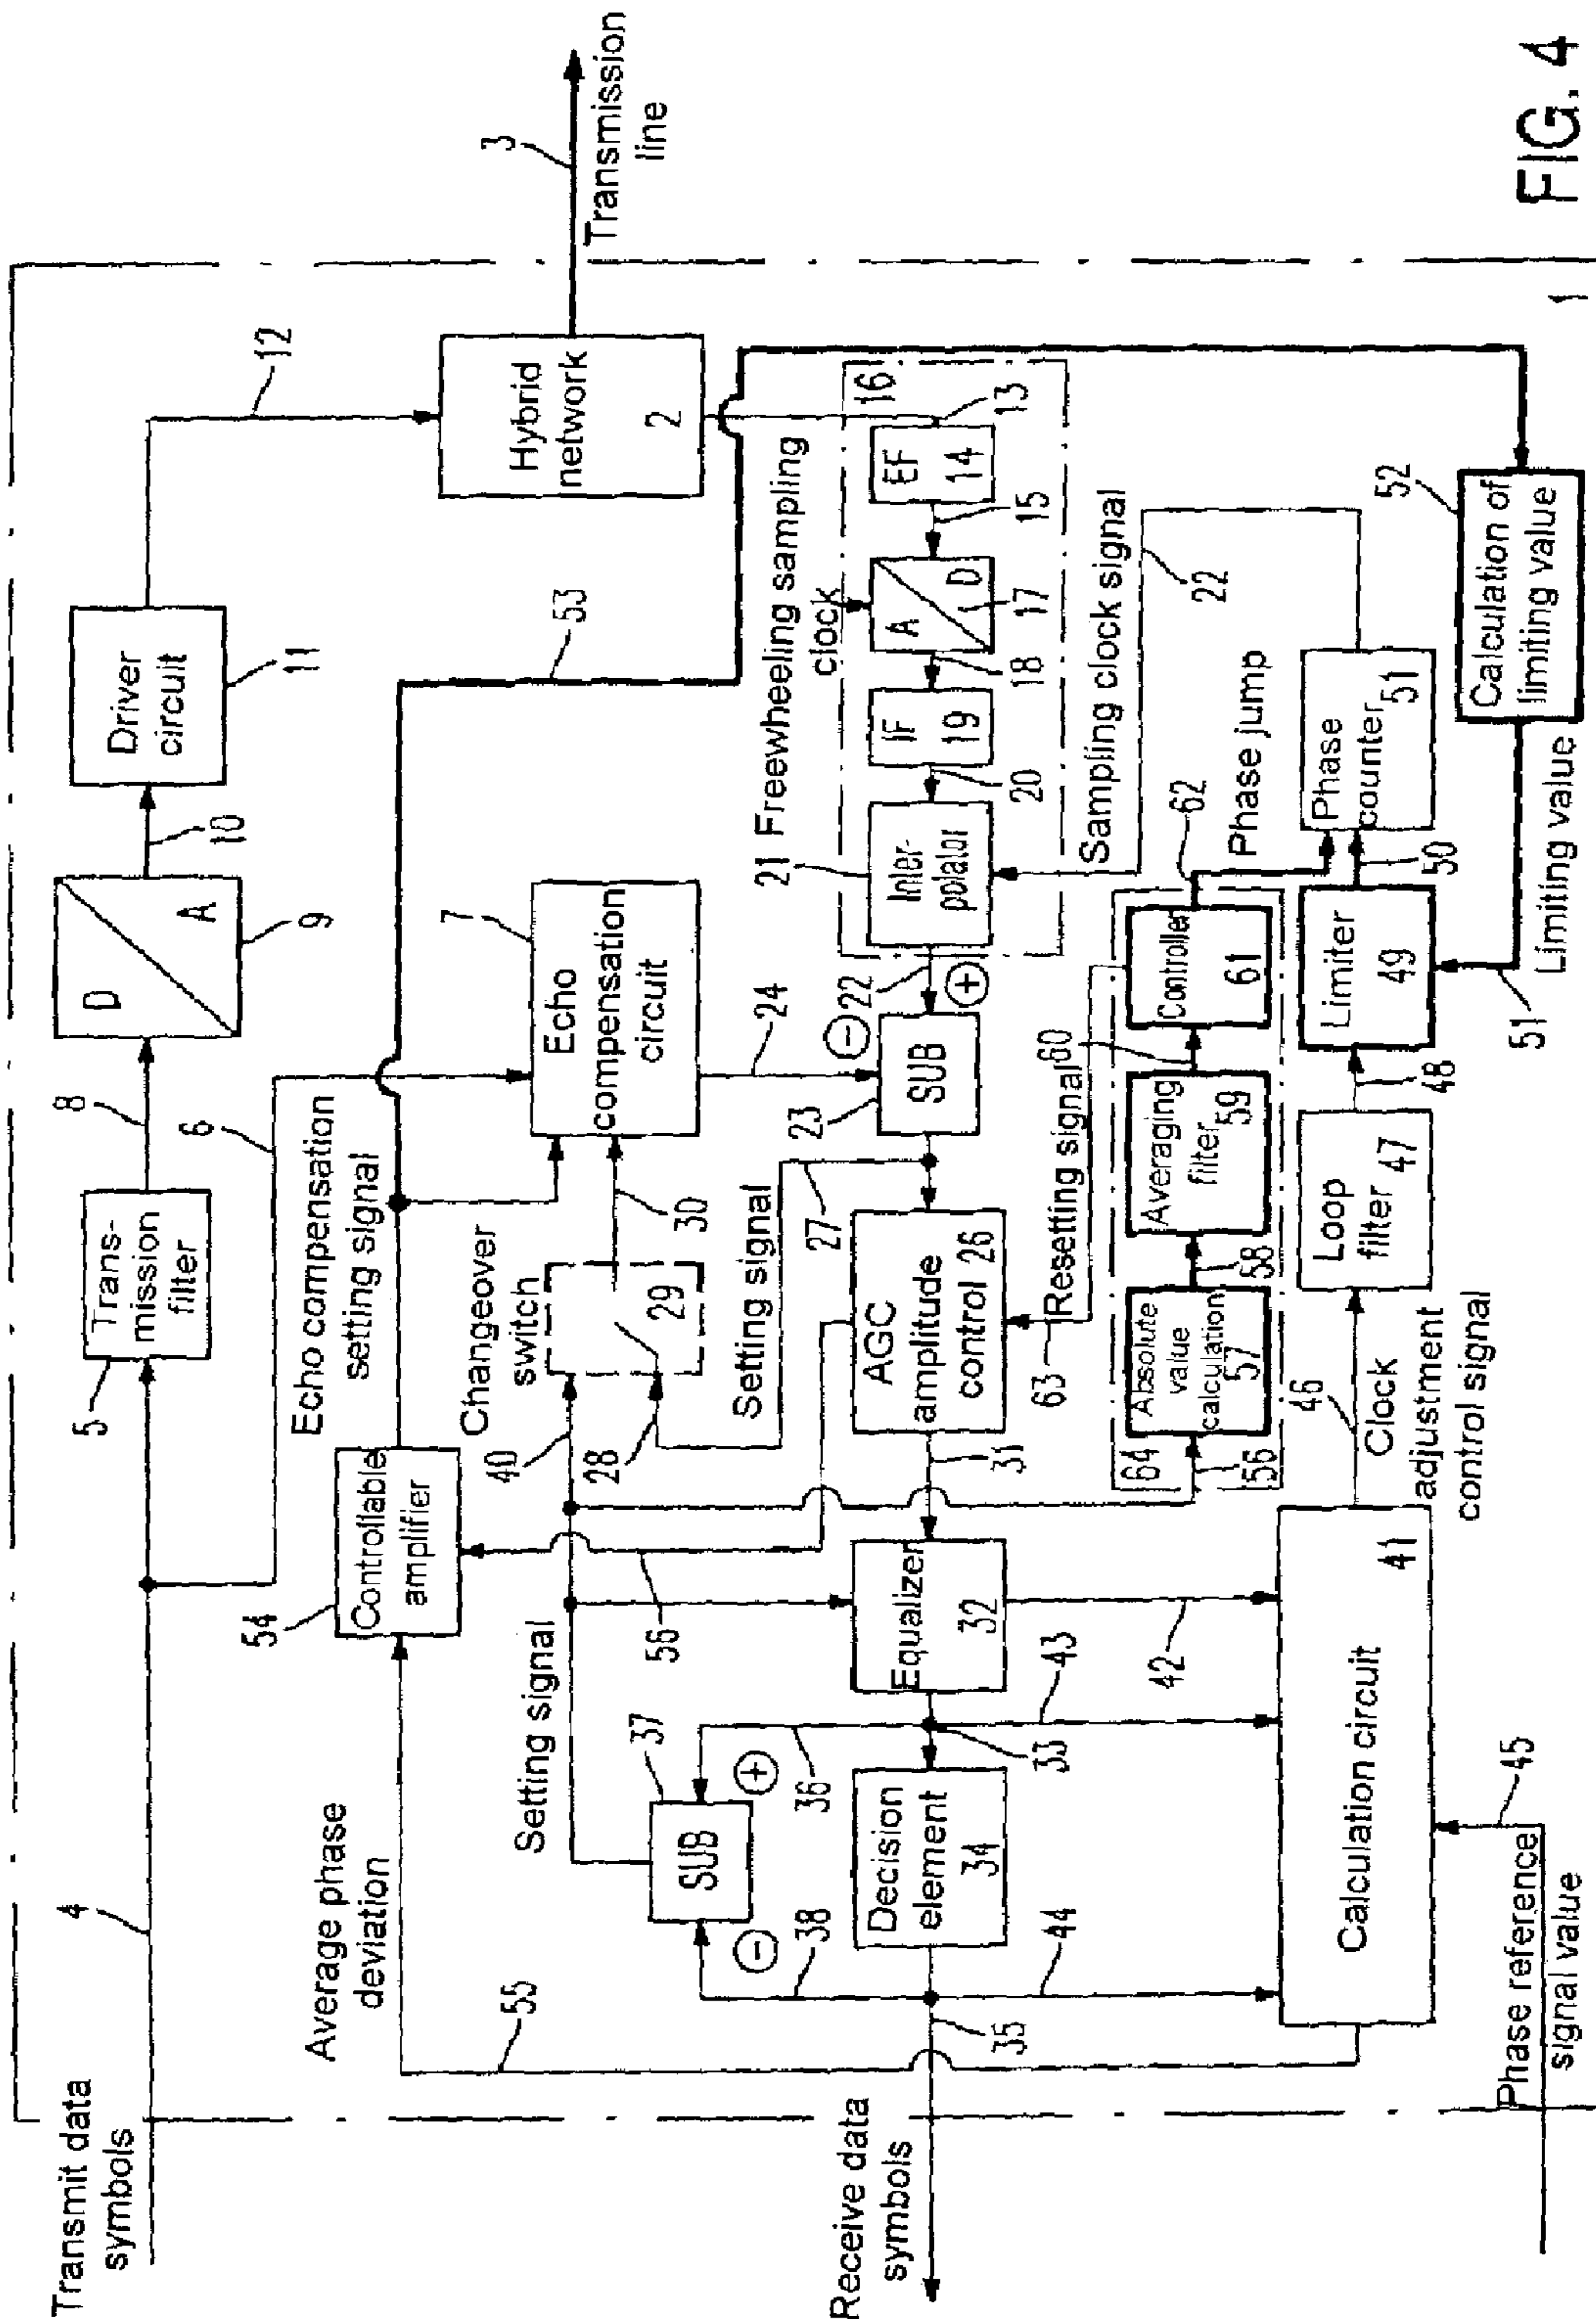 Transmit data
symbols
4
5
Trans-
mission
filter
8
6
D
A
9
10
Driver
circuit
11
12
Hybrid
network
2
3
Transmission
line
Average phase
deviation
55
54
Controllable
amplifier
Echo compensation
setting signal
53
Setting signal
37
SUB
+
−
36
38
56
40
28
Changeover
switch
29
30
7
Echo
compensation
circuit
24
Setting signal
27
Freewheeling sampling
clock
16
13
EF
14
15
A
D
17
18
IF
19
20
21
Inter-
polator
22
−
+
23
SUB
AGC
amplitude
control 26
31
Equalizer
32
33
Decision
element
34
35
Receive data
symbols
42
43
44
63
Resetting signal
64
56
Absolute
value
calculation
57
58
Averaging
filter
59
60
Controller
61
62
Phase jump
Sampling clock signal
22
Calculation circuit
41
45
Phase reference
signal value
46
Clock
adjustment
control signal
Loop
filter
47
48
Limiter
49
50
Phase
counter
51
51
Limiting value
52
Calculation of
limiting value
1
FIG. 4